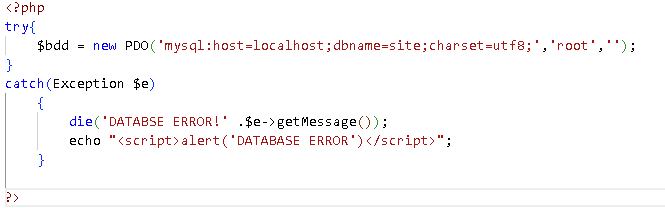 <?php
try{
$bdd = new PDO('mysql:host=localhost;dbname=site;charset=utf8;','root','');
}
catch(Exception $e)
{
die('DATABSE ERROR!' .$e->getMessage());
echo "<script>alert('DATABASE ERROR')</script>";
}
?>